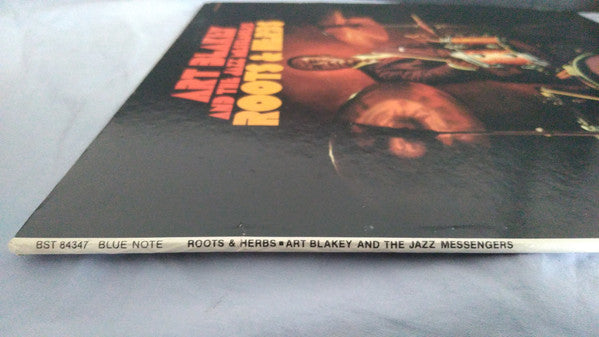 ART BLAKEY
AND THE JAZZ MESSENGERS
ROOTS & HERBS
BST 84347 BLUE NOTE ROOTS & HERBS ■ ART BLAKEY AND THE JAZZ MESSENGERS